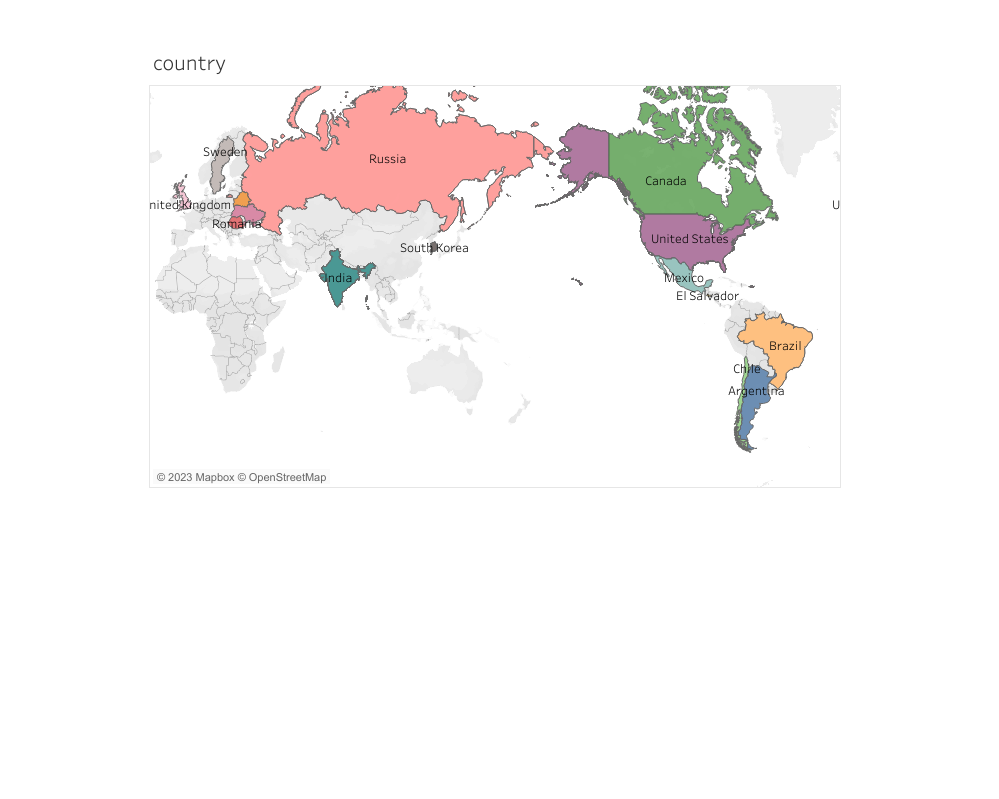 country
Sweden
Russia
Canada
nited Kingdom
U
Romania
United States
South Korea
India
Mexico
El Salvador
Brazil
Chile
Argentina
© 2023 Mapbox © OpenStreetMap